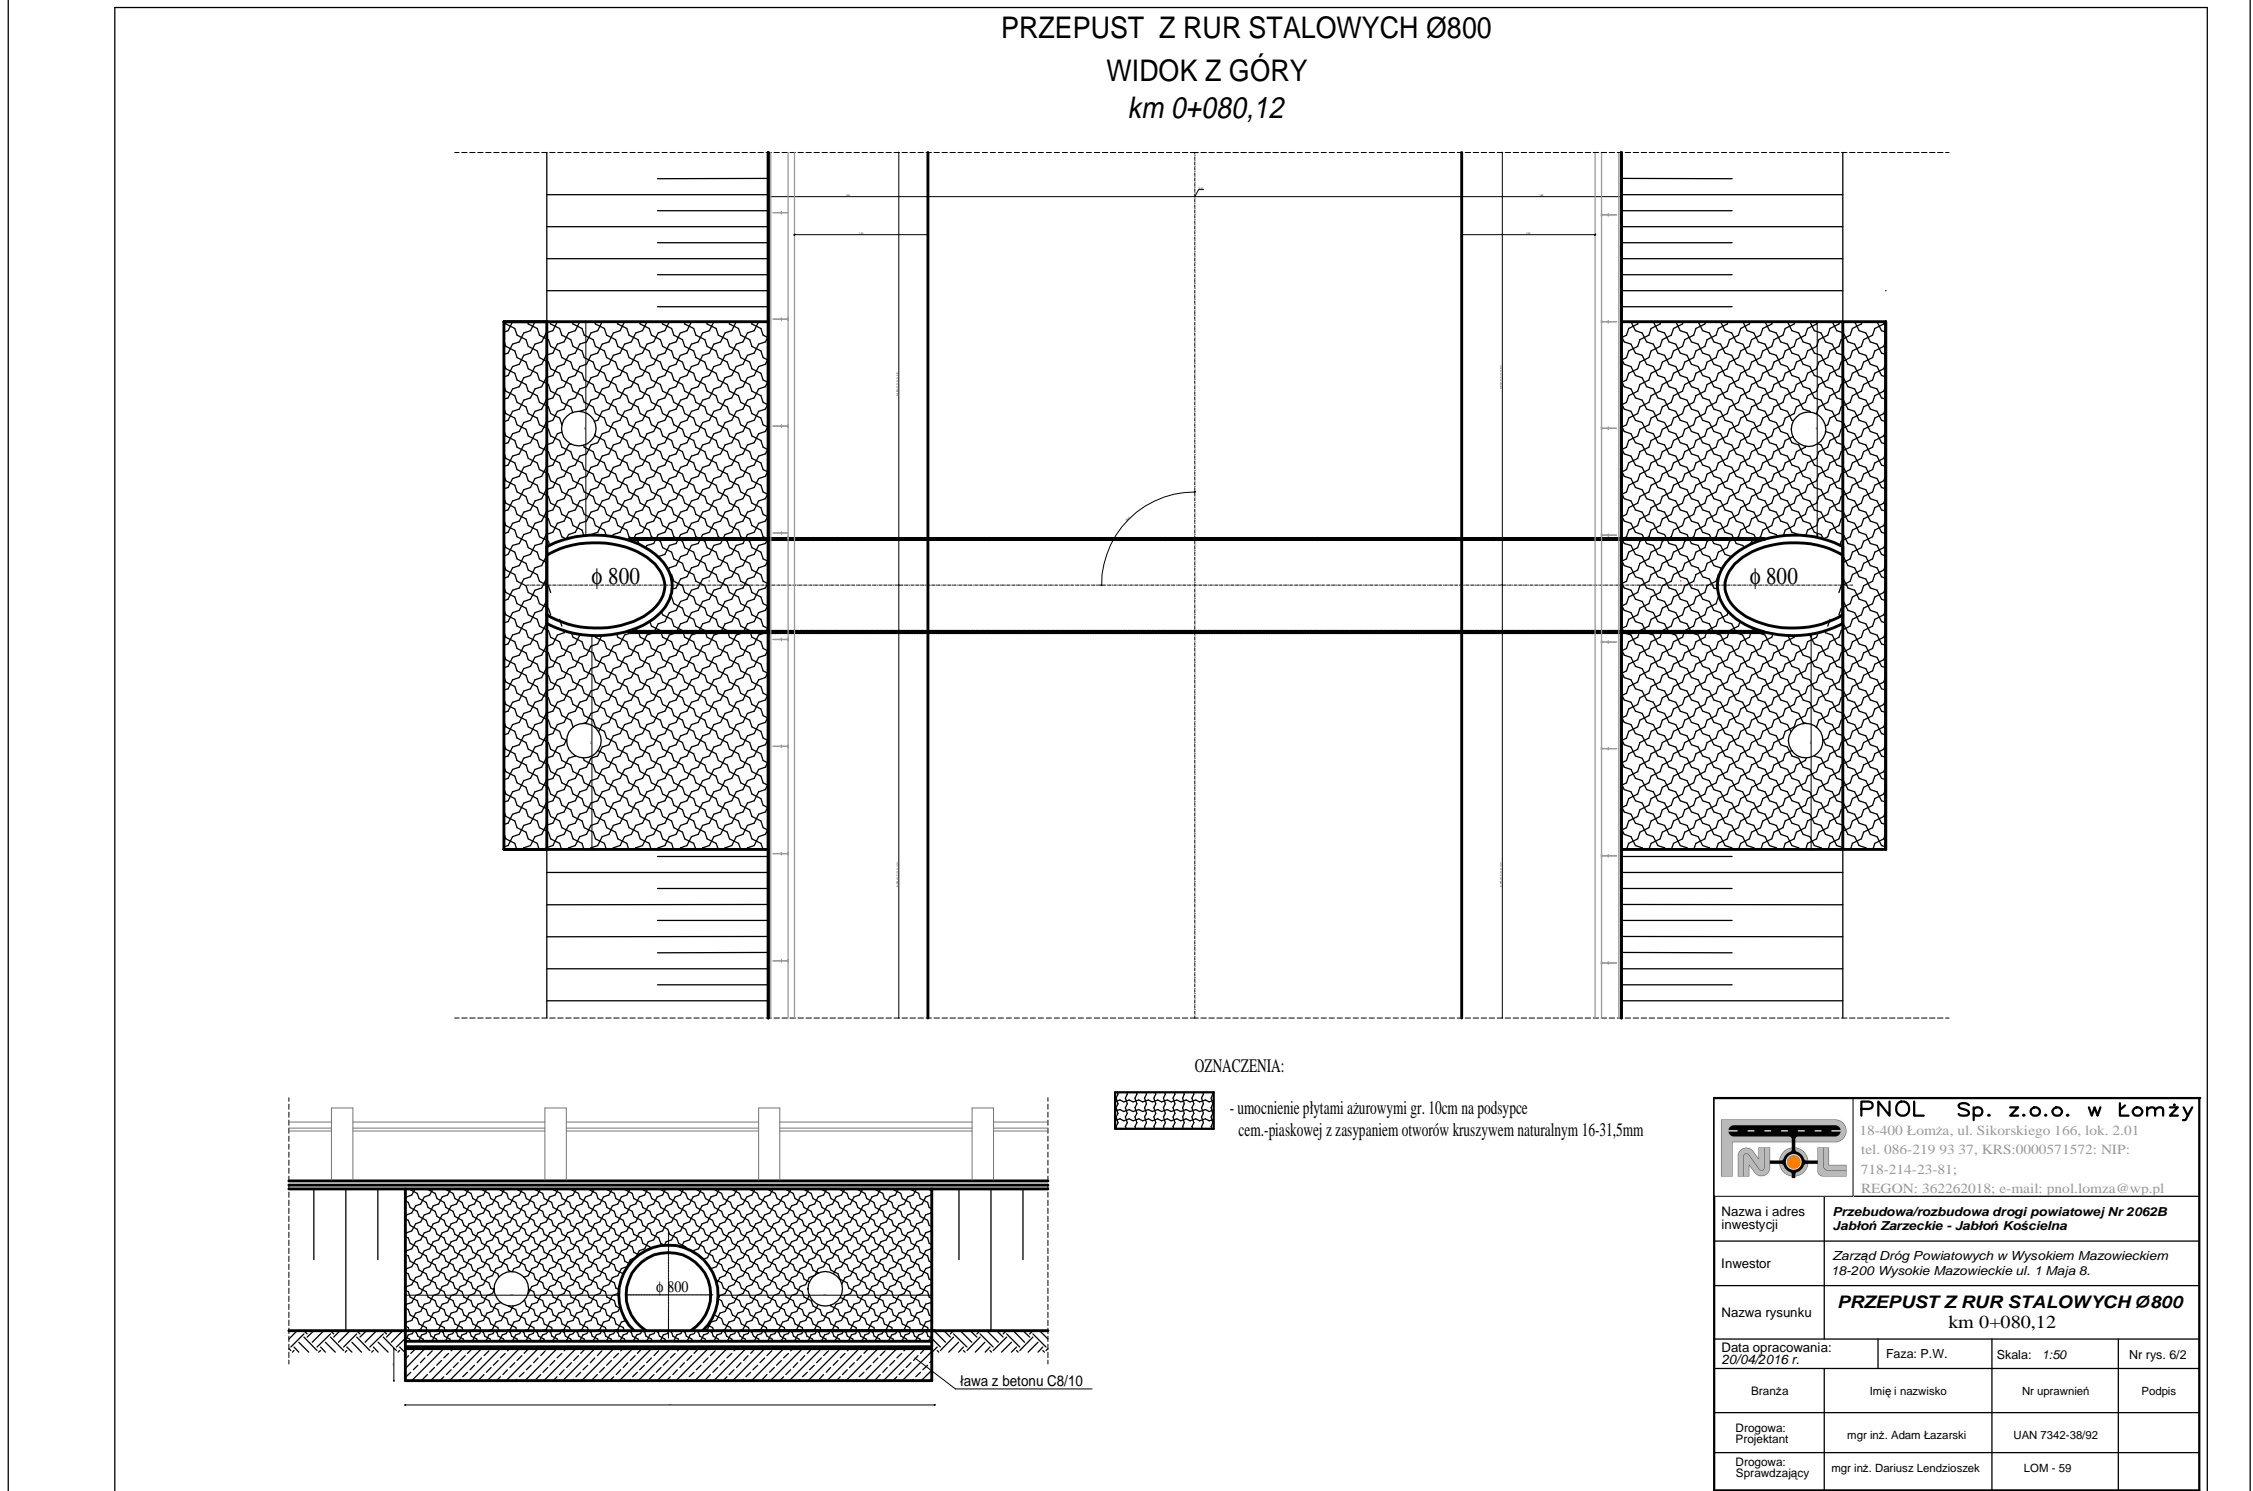 PRZEPUST Z RUR STALOWYCH Ø800
WIDOK Z GÓRY
km 0+080,12
ϕ 800
ϕ 800
OZNACZENIA:
- umocnienie płytami ażurowymi gr. 10cm na podsypce
cem.-piaskowej z zasypaniem otworów kruszywem naturalnym 16-31,5mm
ϕ 800
ława z betonu C8/10
PNOL
PNOL Sp. z.o.o. w Łomży
18-400 Łomża, ul. Sikorskiego 166, lok. 2.01
tel. 086-219 93 37, KRS:0000571572: NIP:
718-214-23-81;
REGON: 362262018; e-mail: pnol.lomza@wp.pl
Nazwa i adres
inwestycji
Przebudowa/rozbudowa drogi powiatowej Nr 2062B
Jabłoń Zarzeckie - Jabłoń Kościelna
Inwestor
Zarząd Dróg Powiatowych w Wysokiem Mazowieckiem
18-200 Wysokie Mazowieckie ul. 1 Maja 8.
Nazwa rysunku
PRZEPUST Z RUR STALOWYCH Ø800
km 0+080,12
Data opracowania:
20/04/2016 r.
Faza: P.W.
Skala: 1:50
Nr rys. 6/2
Branża
Imię i nazwisko
Nr uprawnień
Podpis
Drogowa:
Projektant
mgr inż. Adam Łazarski
UAN 7342-38/92
Drogowa:
Sprawdzający
mgr inż. Dariusz Lendzioszek
LOM - 59